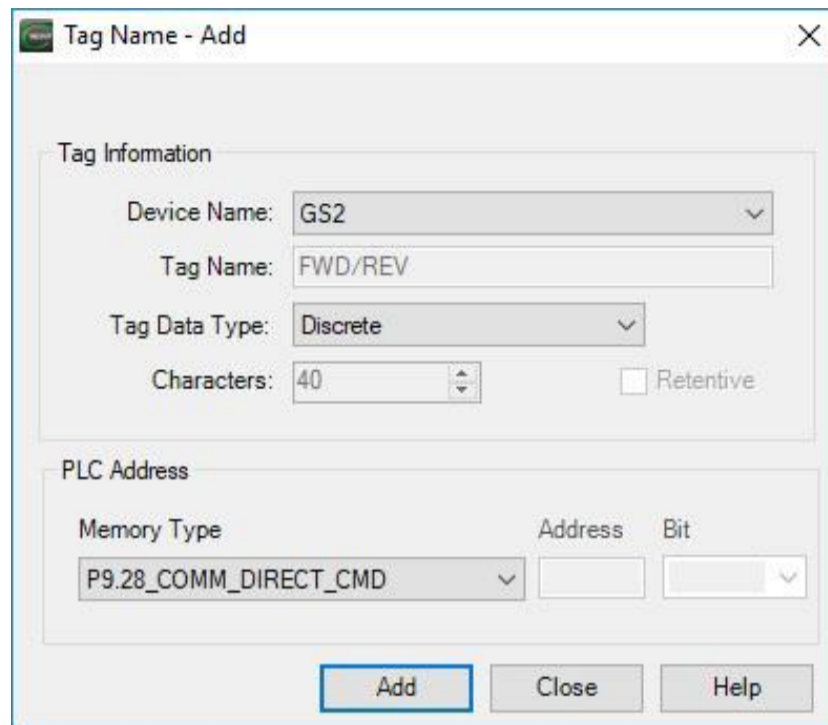 Tag Name - Add
Tag Information
Device Name: GS2
Tag Name: FWD/REV
Tag Data Type: Discrete
Characters: 40 Retentive
PLC Address
Memory Type Address Bit
P9.28_COMM_DIRECT_CMD
Add Close Help